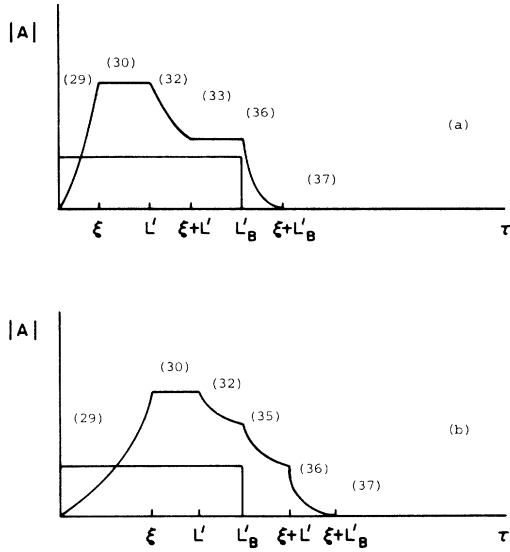 |A|
(30)
(29) (32)
(33)
(36)
(a)
(37)
ξ L' ξ+L' L'B ξ+L'B τ
|A|
(30)
(32)
(29) (35)
(b)
(36)
(37)
ξ L' L'B ξ+L' ξ+L'B τ